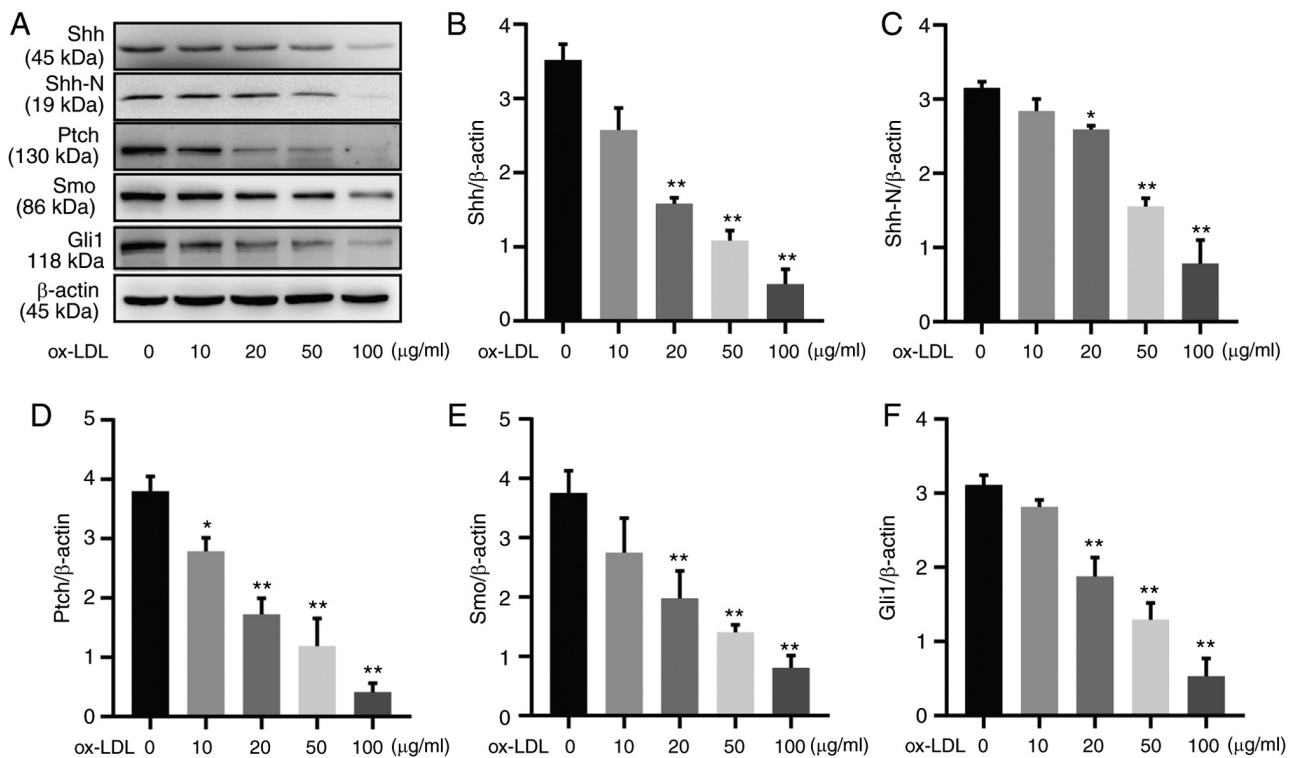 A
Shh
(45 kDa)
Shh-N
(19 kDa)
Ptch
(130 kDa)
Smo
(86 kDa)
Gli1
118 kDa
β-actin
(45 kDa)
ox-LDL 0 10 20 50 100 (μg/ml)
B
Shh/β-actin
4
3
2
1
0
**
**
**
ox-LDL 0 10 20 50 100 (μg/ml)
C
Shh-N/β-actin
4
3
2
1
0
*
**
**
ox-LDL 0 10 20 50 100 (μg/ml)
D
Ptch/β-actin
5
4
3
2
1
0
*
**
**
**
ox-LDL 0 10 20 50 100 (μg/ml)
E
Smo/β-actin
5
4
3
2
1
0
**
**
**
ox-LDL 0 10 20 50 100 (μg/ml)
F
Gli1/β-actin
4
3
2
1
0
**
**
**
ox-LDL 0 10 20 50 100 (μg/ml)